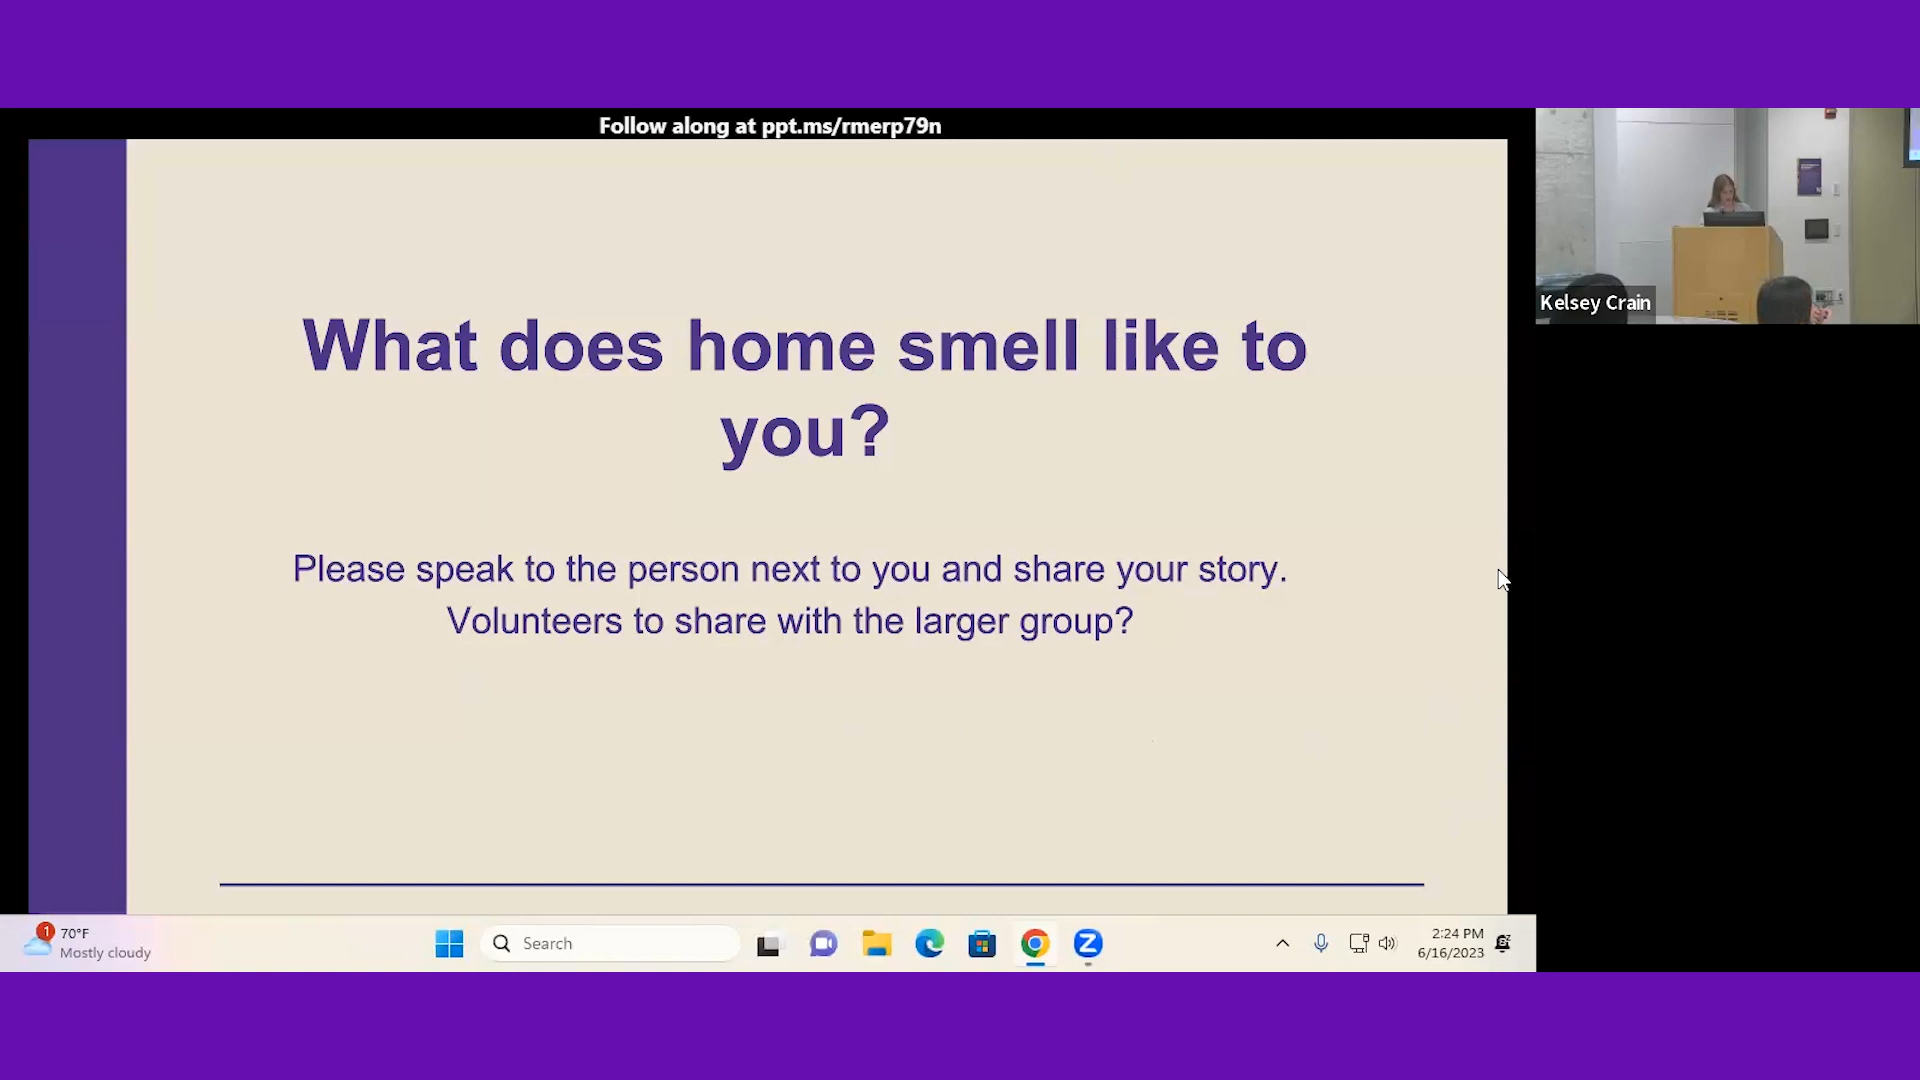 Follow along at ppt.ms/rmerp79n
What does home smell like to
you?
Please speak to the person next to you and share your story.
Volunteers to share with the larger group?
Kelsey Crain
1
70°F
Mostly cloudy
Search
2:24 PM
6/16/2023